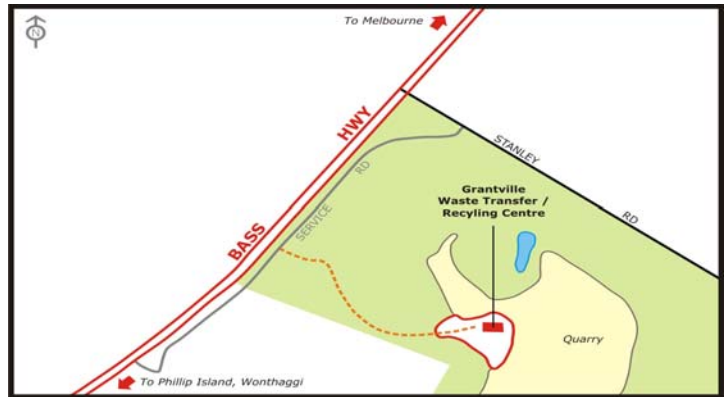 N
To Melbourne
BASS HWY
SERVICE RD
STANLEY RD
Grantville
Waste Transfer /
Recyling Centre
Quarry
To Phillip Island, Wonthaggi